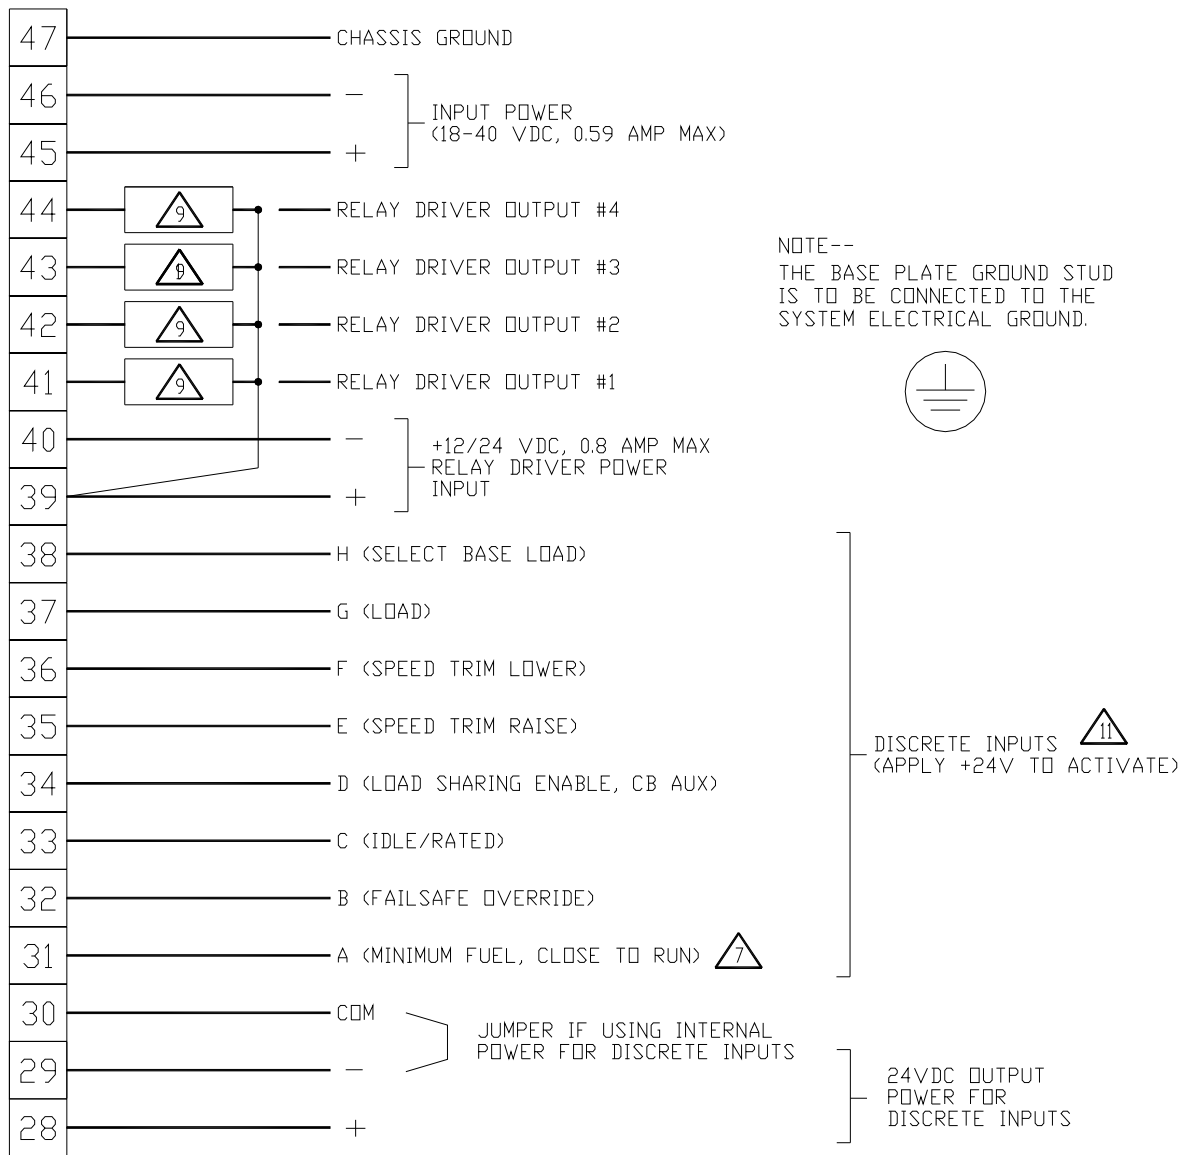 47 CHASSIS GROUND
46 -
INPUT POWER
(18-40 VDC, 0.59 AMP MAX)
45 +
44 9 RELAY DRIVER OUTPUT #4
43 RELAY DRIVER OUTPUT #3
42 9 RELAY DRIVER OUTPUT #2
41 9 RELAY DRIVER OUTPUT #1
NOTE--
THE BASE PLATE GROUND STUD
IS TO BE CONNECTED TO THE
SYSTEM ELECTRICAL GROUND.
40 -
+12/24 VDC, 0.8 AMP MAX
RELAY DRIVER POWER
INPUT
39 +
38 H (SELECT BASE LOAD)
37 G (LOAD)
36 F (SPEED TRIM LOWER)
35 E (SPEED TRIM RAISE)
34 D (LOAD SHARING ENABLE, CB AUX)
33 C (IDLE/RATED)
32 B (FAILSAFE OVERRIDE)
31 A (MINIMUM FUEL, CLOSE TO RUN) 7
DISCRETE INPUTS 11
(APPLY +24V TO ACTIVATE)
30 COM
JUMPER IF USING INTERNAL
POWER FOR DISCRETE INPUTS
29 -
28 +
24VDC OUTPUT
POWER FOR
DISCRETE INPUTS